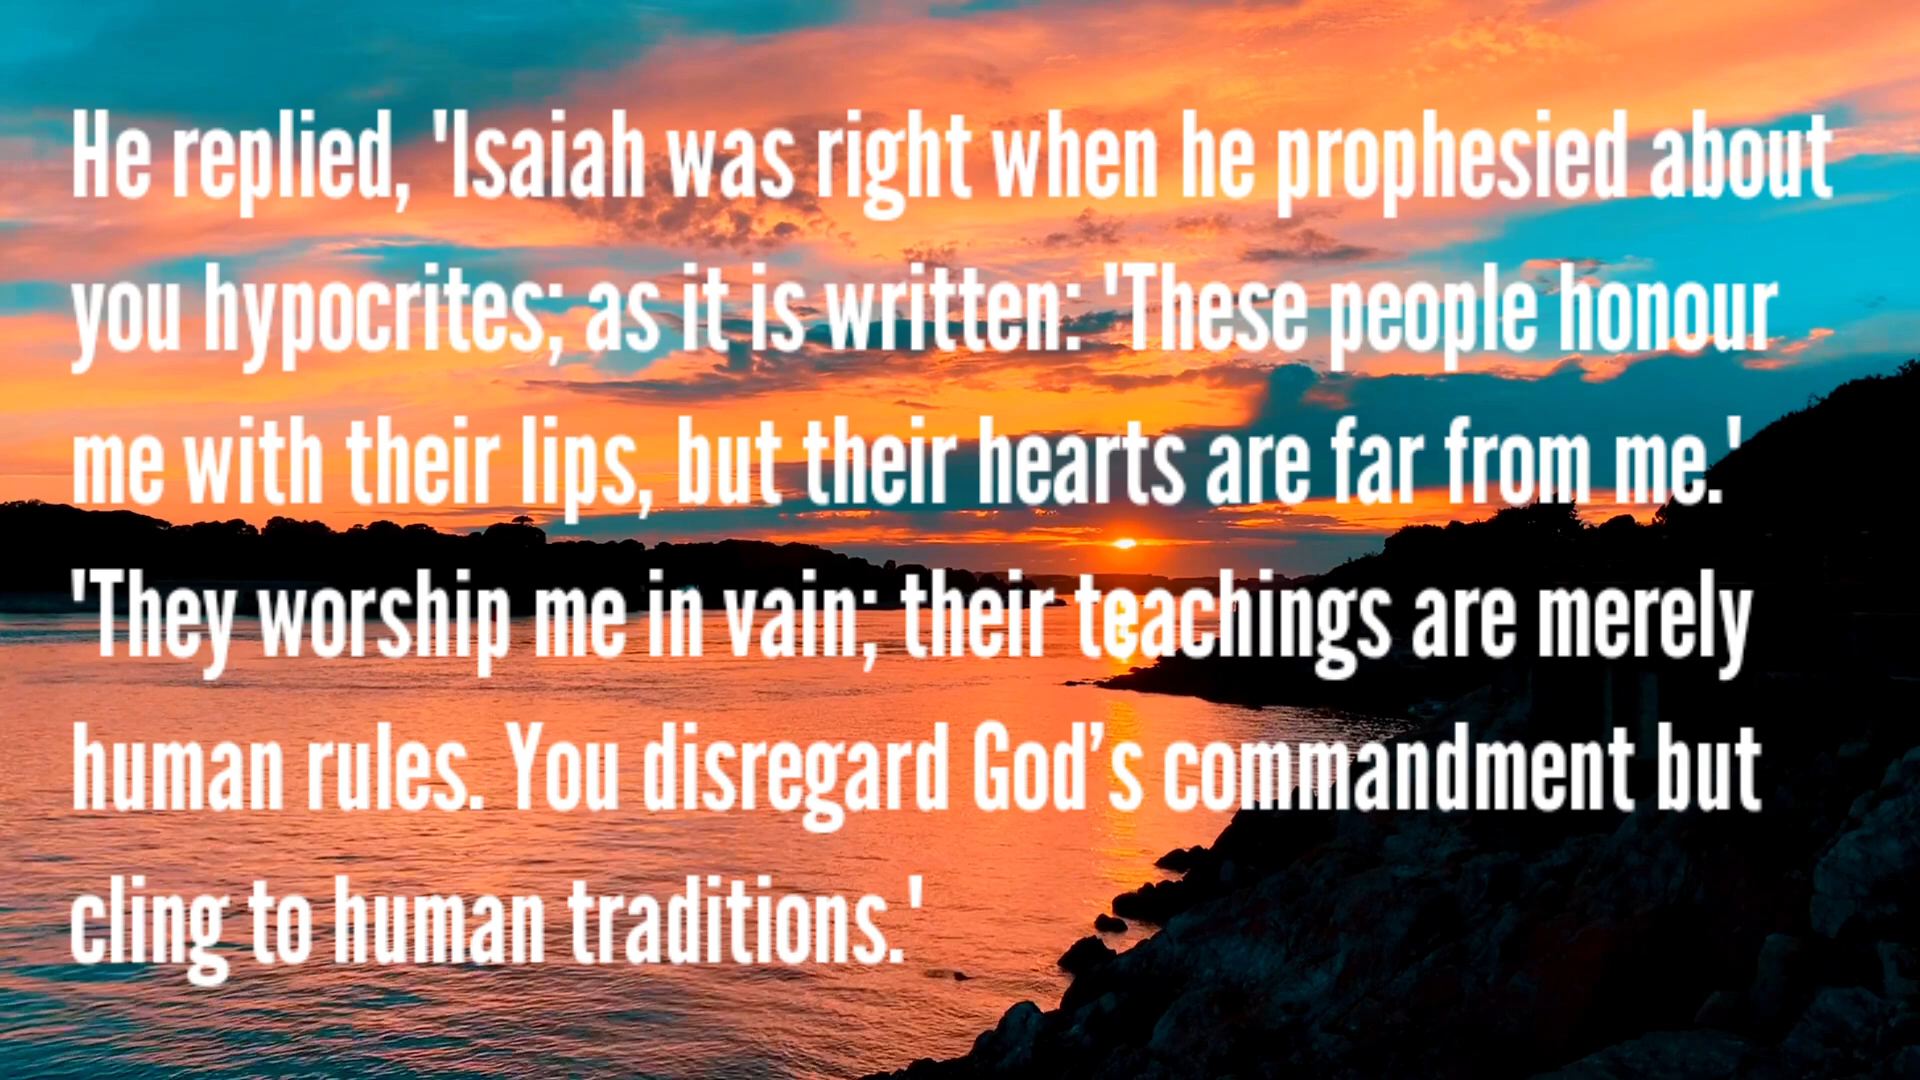 He replied, 'Isaiah was right when he prophesied about
you hypocrites; as it is written: 'These people honour
me with their lips, but their hearts are far from me.'
'They worship me in vain; their teachings are merely
human rules. You disregard God’s commandment but
cling to human traditions.'